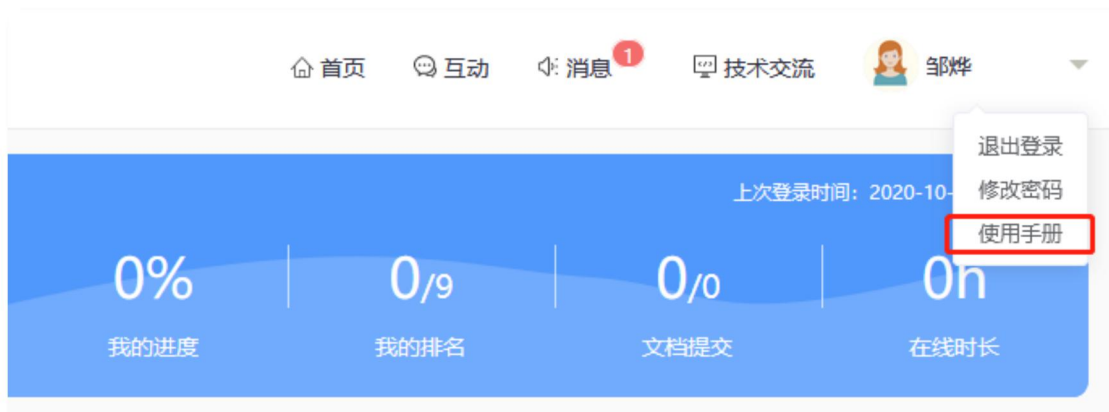 首页 互动 消息 1 技术交流 邹烨
退出登录
上次登录时间：2020-10- 修改密码
使用手册
0% 0/9 0/0 0h
我的进度 我的排名 文档提交 在线时长